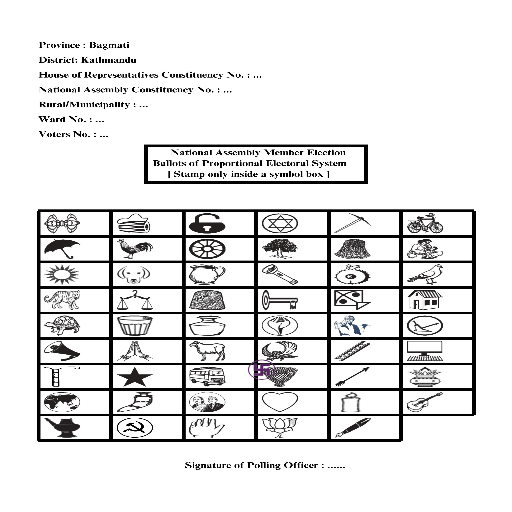 Province : Bagmati
District: Kathmandu
House of Representatives Constituency No. : ...
National Assembly Constituency No. : ...
Rural/Municipality : ...
Ward No. : ...
Voters No. : ...
National Assembly Member Election
Ballots of Proportional Electoral System
[ Stamp only inside a symbol box ]
Signature of Polling Officer : ......